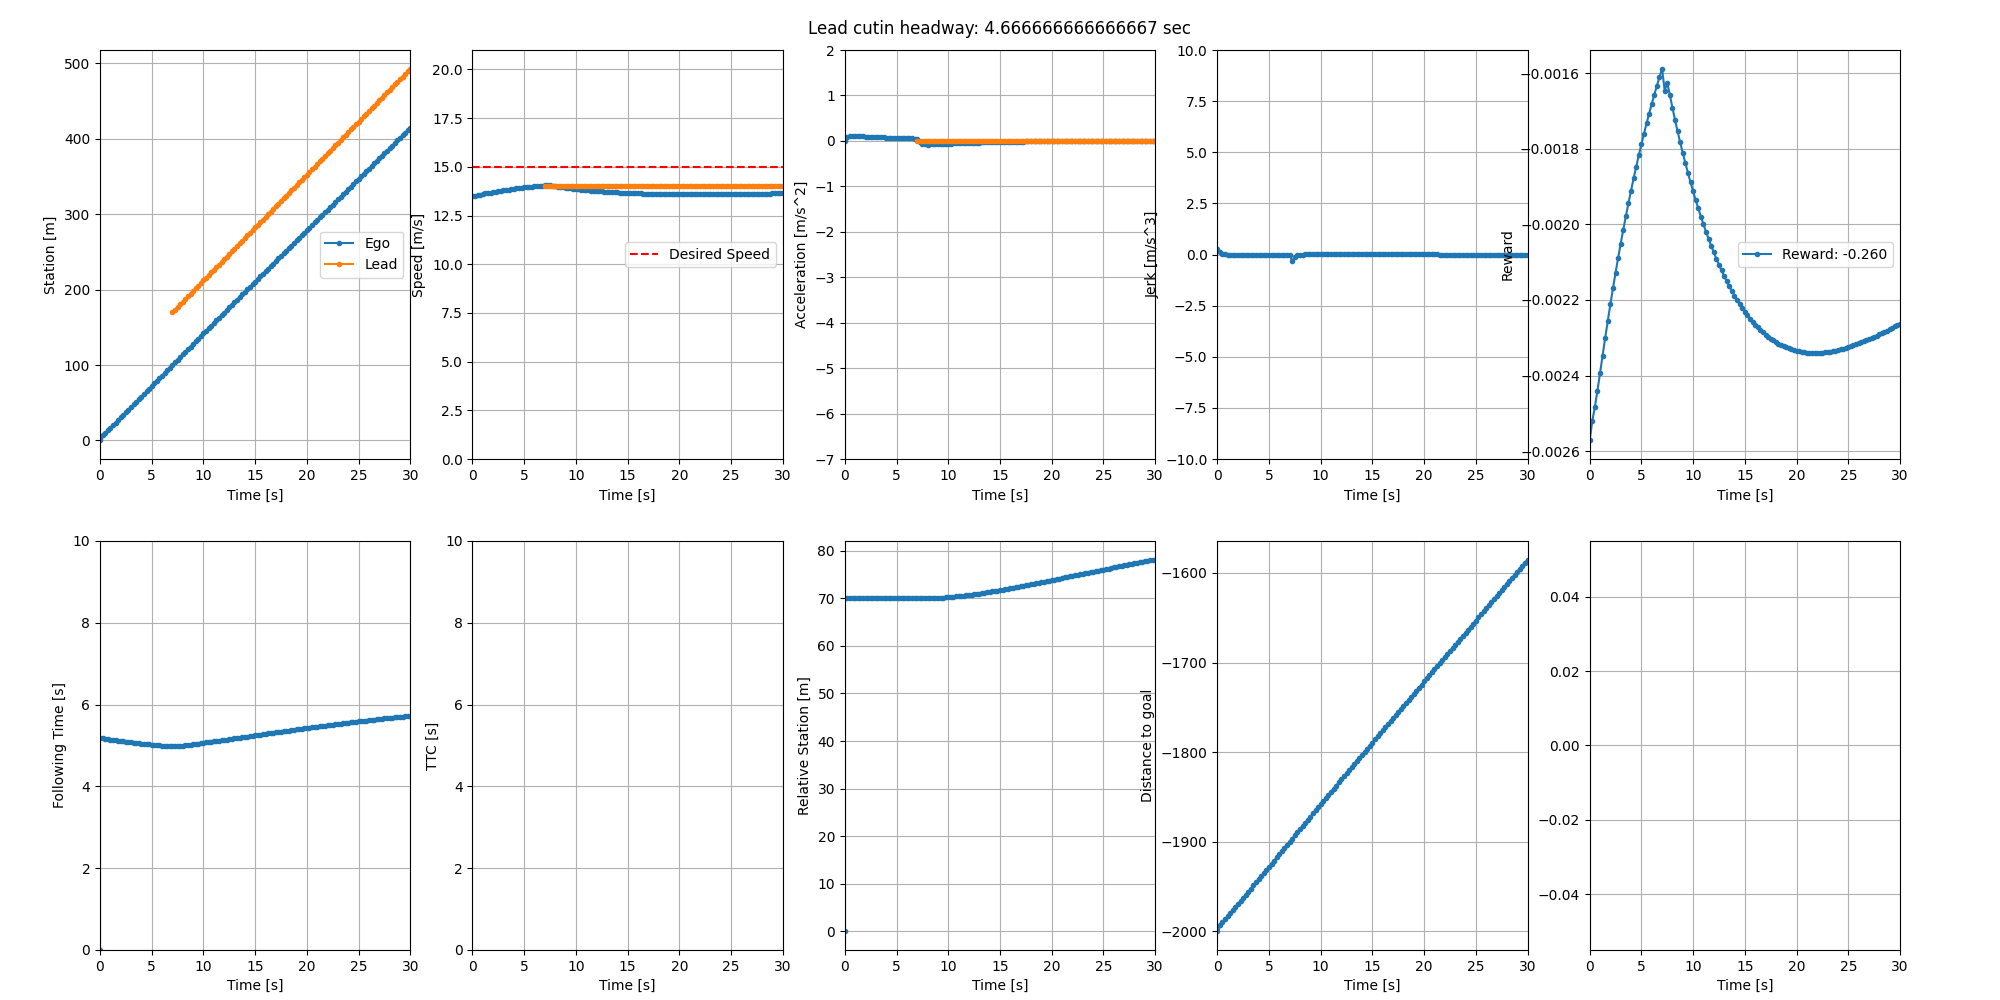 Lead cutin headway: 4.666666666666667 sec
500
400
300
200
100
0
Station [m]
Ego
Lead
0 5 10 15 20 25 30
Time [s]
20.0
17.5
15.0
12.5
10.0
7.5
5.0
2.5
0.0
Speed [m/s]
Desired Speed
0 5 10 15 20 25 30
Time [s]
2
1
0
−1
−2
−3
−4
−5
−6
−7
Acceleration [m/s^2]
0 5 10 15 20 25 30
Time [s]
10.0
7.5
5.0
2.5
0.0
−2.5
−5.0
−7.5
−10.0
Jerk [m/s^3]
0 5 10 15 20 25 30
Time [s]
−0.0016
−0.0018
−0.0020
−0.0022
−0.0024
−0.0026
Reward
Reward: -0.260
0 5 10 15 20 25 30
Time [s]
10
8
6
4
2
0
Following Time [s]
0 5 10 15 20 25 30
Time [s]
10
8
6
4
2
0
TTC [s]
0 5 10 15 20 25 30
Time [s]
80
70
60
50
40
30
20
10
0
Relative Station [m]
0 5 10 15 20 25 30
Time [s]
−1600
−1700
−1800
−1900
−2000
Distance to goal
0 5 10 15 20 25 30
Time [s]
0.04
0.02
0.00
−0.02
−0.04
0 5 10 15 20 25 30
Time [s]